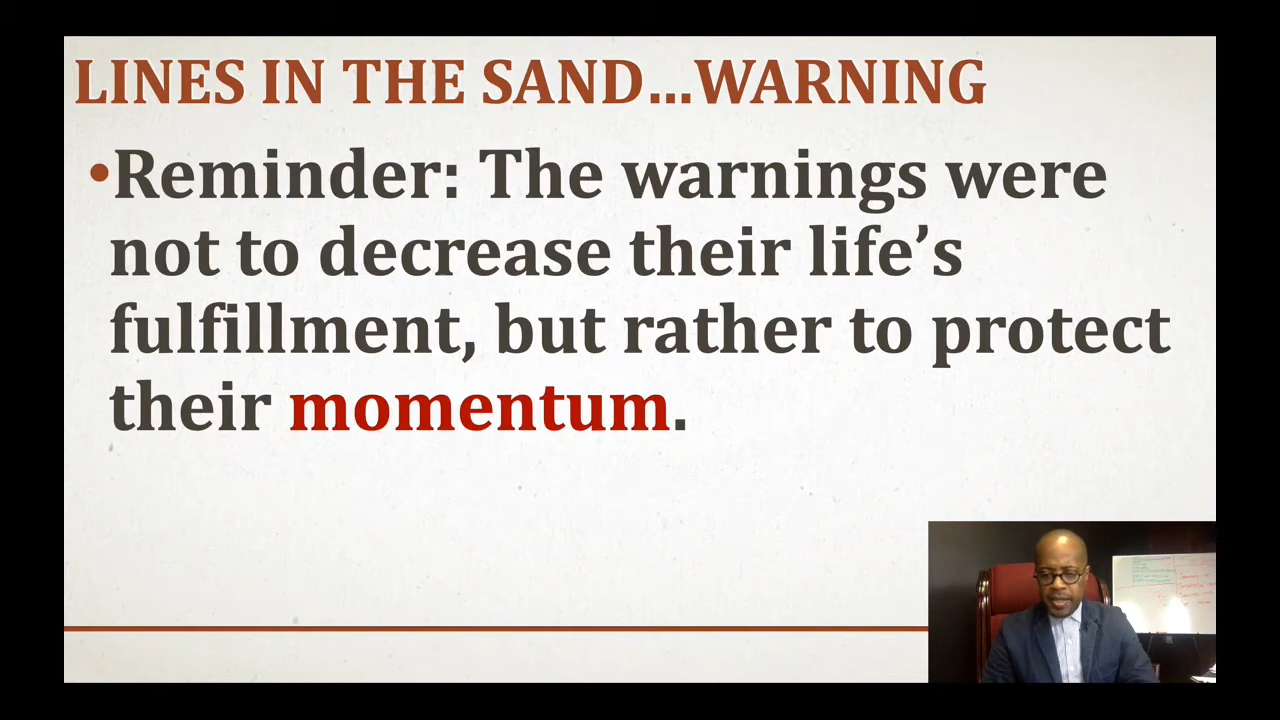 LINES IN THE SAND…WARNING
•Reminder: The warnings were
not to decrease their life’s
fulfillment, but rather to protect
their momentum.